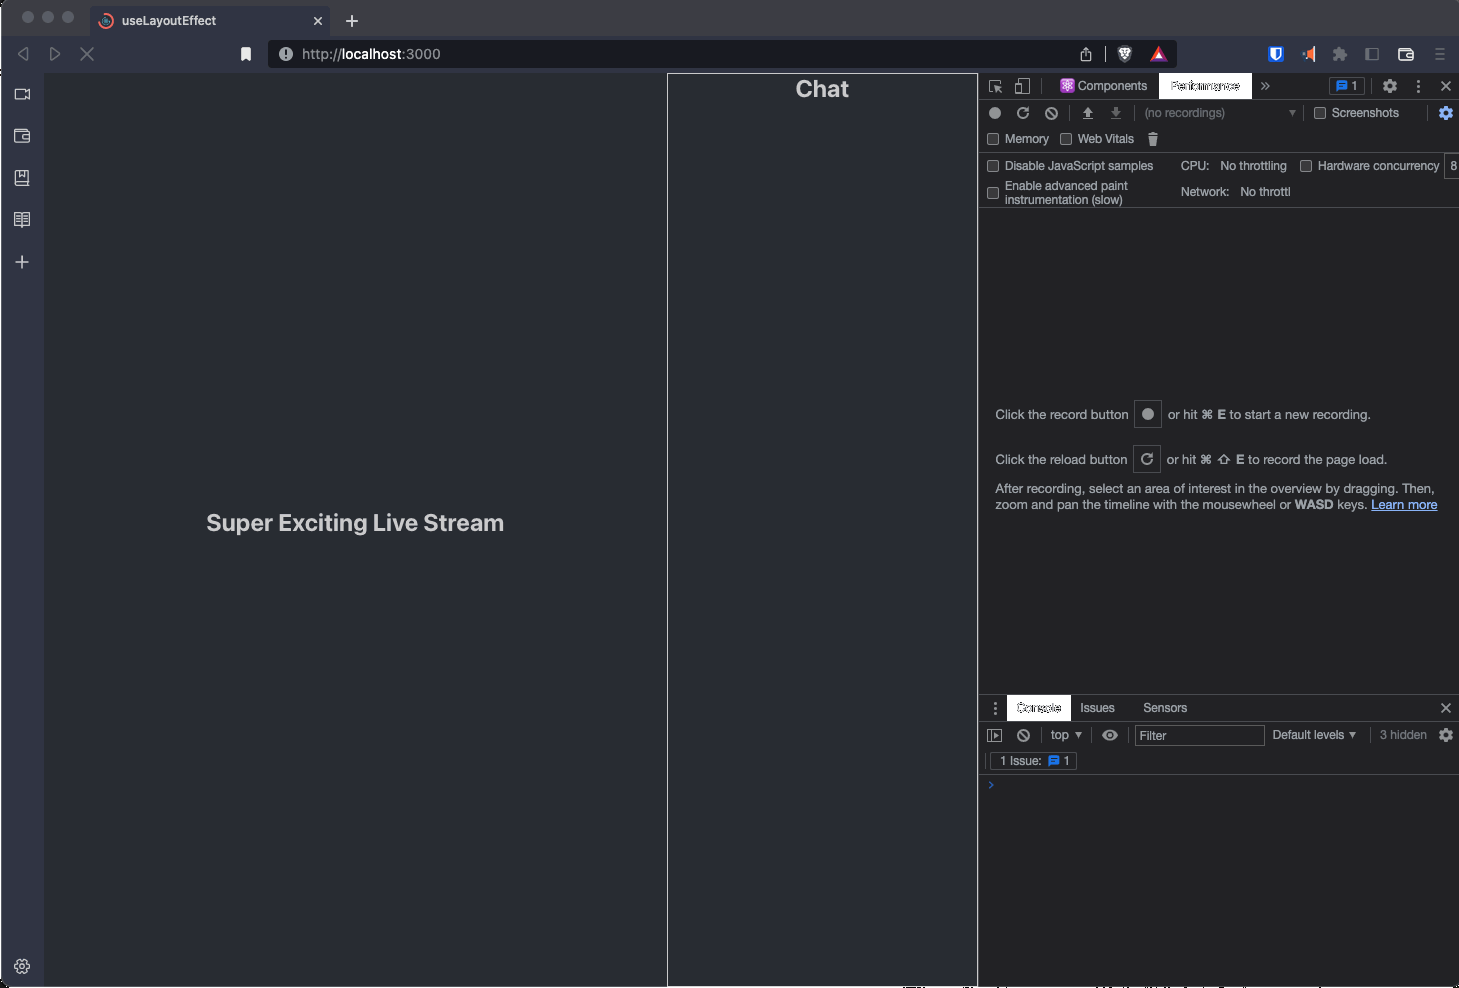 useLayoutEffect
http://localhost:3000
Super Exciting Live Stream
Chat
Components
Performance
1
(no recordings)
Screenshots
Memory
Web Vitals
Disable JavaScript samples
CPU: No throttling
Hardware concurrency
8
Enable advanced paint
instrumentation (slow)
Network: No throttl
Click the record button or hit ⌘ E to start a new recording.
Click the reload button or hit ⌘ ⇧ E to record the page load.
After recording, select an area of interest in the overview by dragging. Then,
zoom and pan the timeline with the mousewheel or WASD keys. Learn more
Console
Issues
Sensors
top
Filter
Default levels
3 hidden
1 Issue: 1